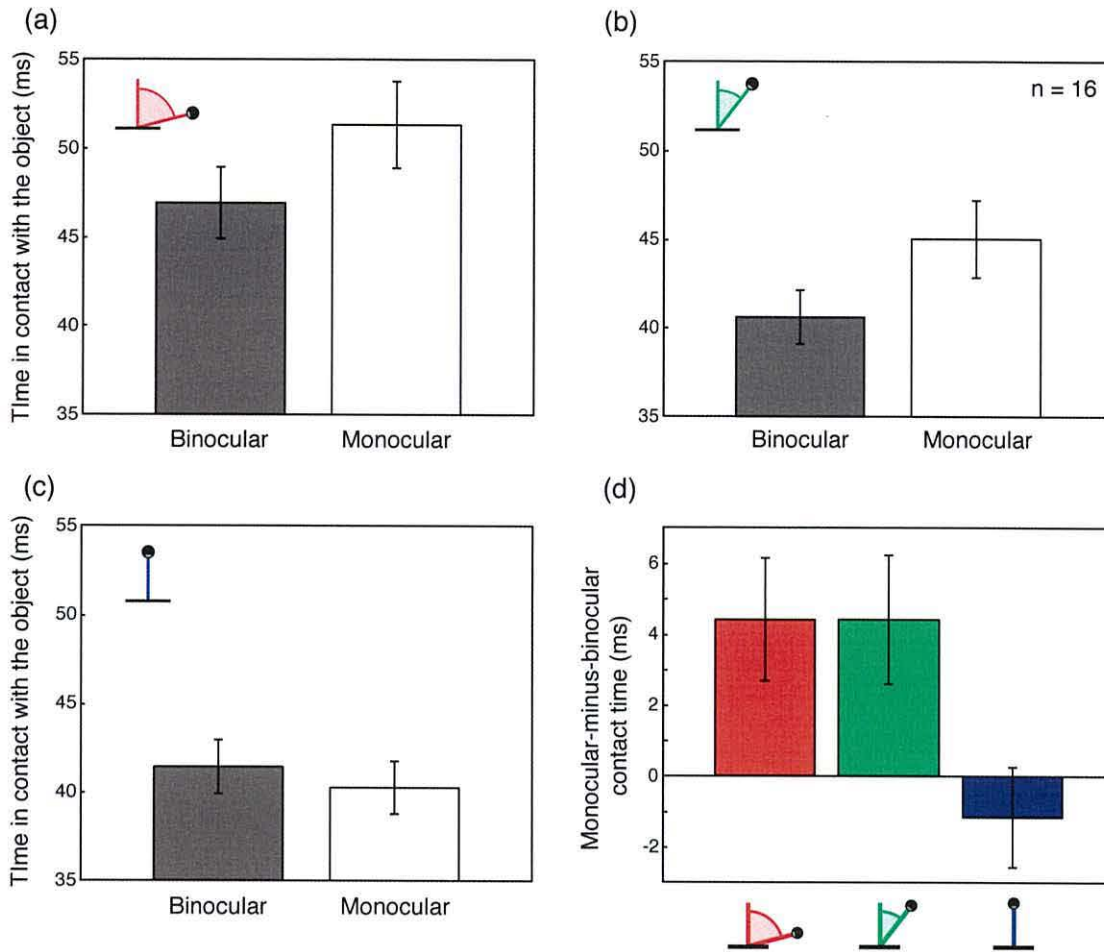 (a)
TIme in contact with the object (ms)
55
50
45
40
35
Binocular Monocular
(b)
n = 16
55
50
45
40
35
Binocular Monocular
(c)
TIme in contact with the object (ms)
55
50
45
40
35
Binocular Monocular
(d)
Monocular-minus-binocular
contact time (ms)
6
4
2
0
-2